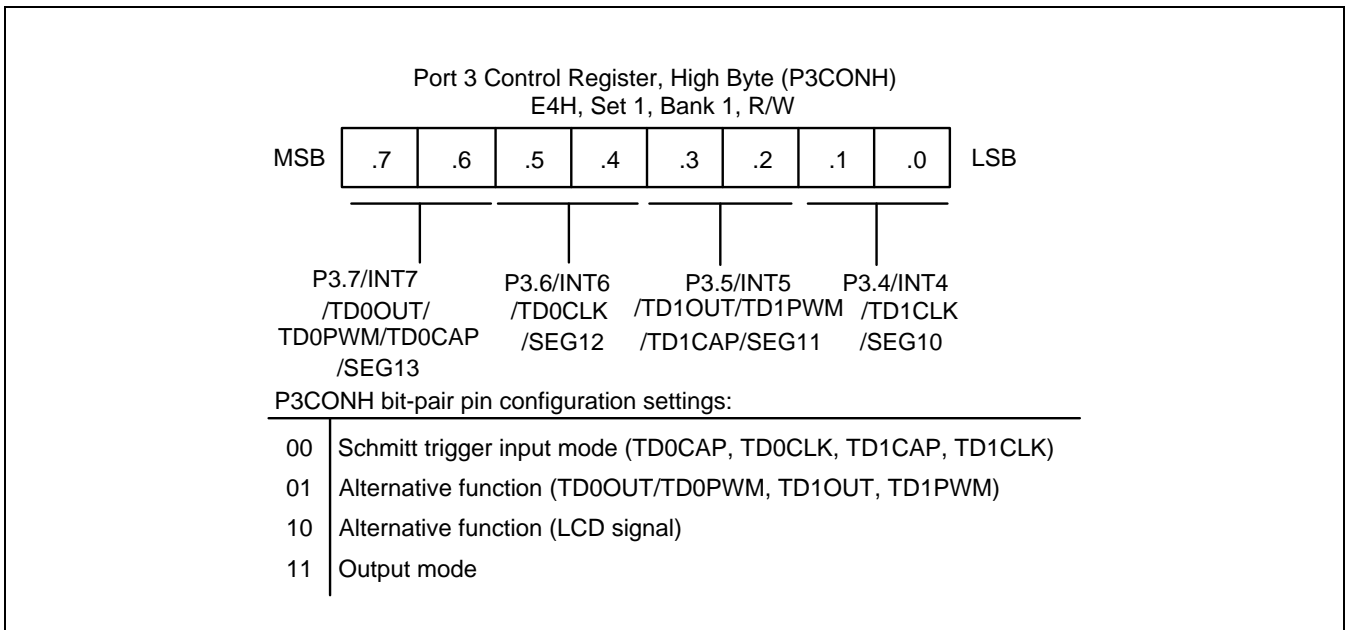 Port 3 Control Register, High Byte (P3CONH)
E4H, Set 1, Bank 1, R/W
MSB .7 .6 .5 .4 .3 .2 .1 .0 LSB
P3.7/INT7
/TD0OUT/
TD0PWM/TD0CAP
/SEG13
P3.6/INT6
/TD0CLK
/SEG12
P3.5/INT5
/TD1OUT/TD1PWM
/TD1CAP/SEG11
P3.4/INT4
/TD1CLK
/SEG10
P3CONH bit-pair pin configuration settings:
00 Schmitt trigger input mode (TD0CAP, TD0CLK, TD1CAP, TD1CLK)
01 Alternative function (TD0OUT/TD0PWM, TD1OUT, TD1PWM)
10 Alternative function (LCD signal)
11 Output mode